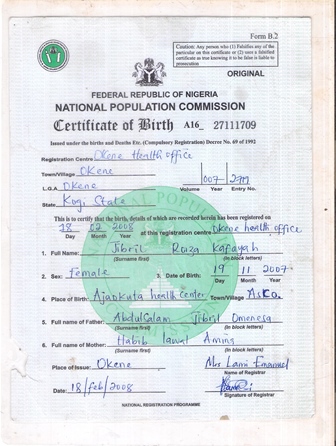 Form B.2
Caution: Any person who (1) Falsifies any of the particulars on this certificate or (2) uses a falsified certificate as true knowing it to be false is liable to prosecution
ORIGINAL
FEDERAL REPUBLIC OF NIGERIA
NATIONAL POPULATION COMMISSION
Certificate of Birth A16_ 27111709
Issued under the births and Deaths Etc. (Compulsory Registration) Decree No. 69 of 1992
Registration Centre Okene Health office
Town/Village Okene
L.G.A Okene Volume 007 Year Entry No.
State Kogi State
This is to certify that the birth, details of which are recorded herein has been registered on
18 02 2008 at this registration centre Okene health office
Day Month Year
1. Full Name: Jibril Kafayah
(Surname first) (in block letters)
2. Sex: female 3. Date of Birth: 19 11 2007
Day Month Year
4. Place of Birth: Ajaokuta health Center Town/Village
5. Full name of Father: AbdulSalam Jibril Omenesa
(Surname first) (In block letters)
6. Full name of Mother: Habib lawal Amina
(Surname first) (In block letters)
Place of Issue: Okene Mrs Lami Emmanuel
Name of Registrar
Date: 18/feb/2008
Signature of Registrar
NATIONAL REGISTRATION PROGRAMME